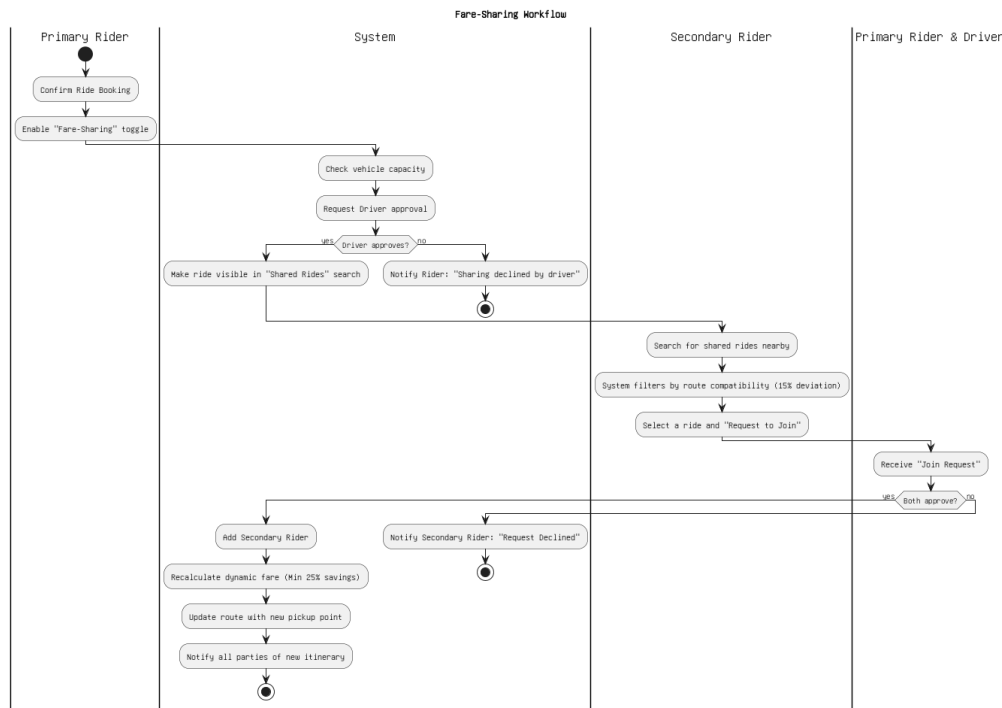 Fare-Sharing Workflow
Primary Rider
System
Secondary Rider
Primary Rider & Driver
Confirm Ride Booking
Enable "Fare-Sharing" toggle
Check vehicle capacity
Request Driver approval
yes
Driver approves?
no
Make ride visible in "Shared Rides" search
Notify Rider: "Sharing declined by driver"
Search for shared rides nearby
System filters by route compatibility (15% deviation)
Select a ride and "Request to Join"
Receive "Join Request"
yes
Both approve?
no
Add Secondary Rider
Notify Secondary Rider: "Request Declined"
Recalculate dynamic fare (Min 25% savings)
Update route with new pickup point
Notify all parties of new itinerary